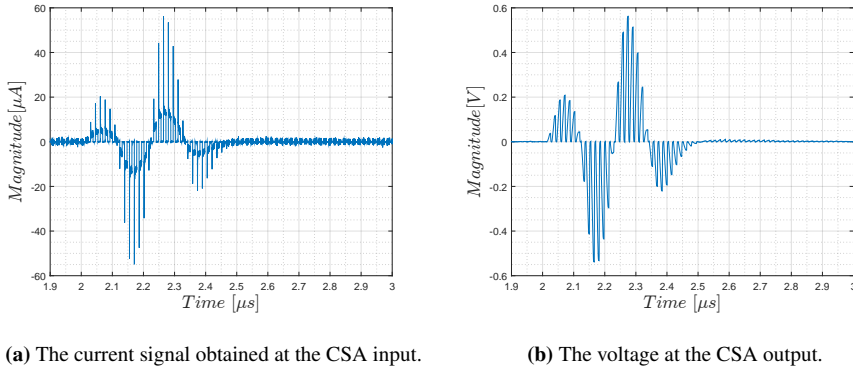 60
40
20
0
-20
-40
-60
1.9 2 2.1 2.2 2.3 2.4 2.5 2.6 2.7 2.8 2.9 3
Time [μs]
Magnitude[μA]
0.6
0.4
0.2
0
-0.2
-0.4
-0.6
1.9 2 2.1 2.2 2.3 2.4 2.5 2.6 2.7 2.8 2.9 3
Time [μs]
Magnitude[V]
(a) The current signal obtained at the CSA input.
(b) The voltage at the CSA output.